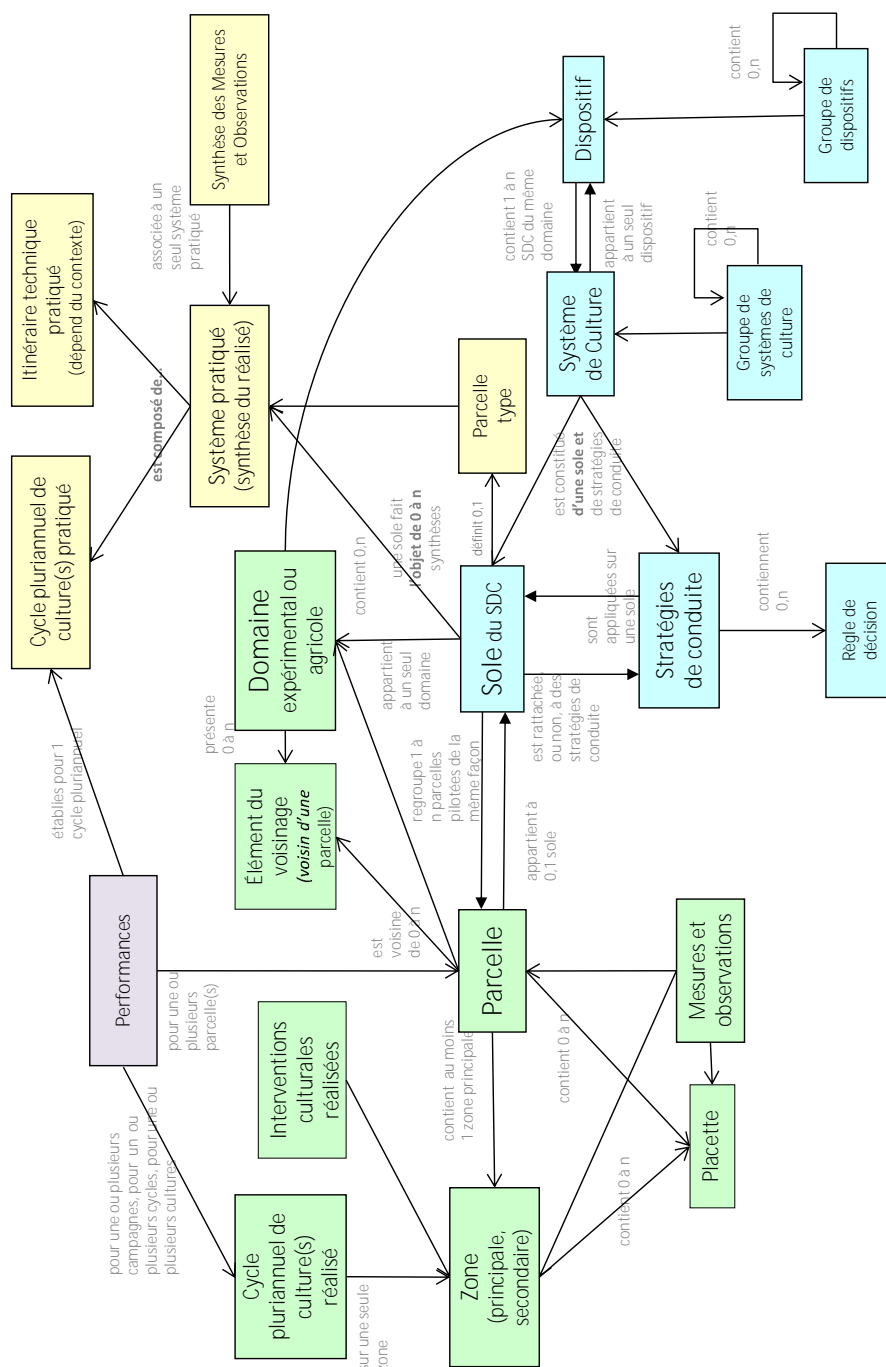 pour une ou plusieurs
campagnes, pour un ou
plusieurs cycles, pour une ou
plusieurs cultures
Performances
établies pour 1
cycle pluriannuel
Cycle pluriannuel de
culture(s) pratiqué
Itinéraire technique
pratiqué
(dépend du contexte)
est composé de…
Cycle
pluriannuel de
culture(s)
réalisé
sur une seule
zone
Interventions
culturales
réalisées
pour une ou
plusieurs
parcelle(s)
présente
0 à n
Élément du
voisinage
(voisin d’une
parcelle)
est
voisine
de 0 à n
Domaine
expérimental ou
agricole
contient 0,n
Système pratiqué
(synthèse du réalisé)
associée à un
seul système
pratiqué
Synthèse des Mesures
et Observations
Zone
(principale,
secondaire)
contient au moins
1 zone principale
Parcelle
regroupe 1 à
n parcelles
pilotées de la
même façon
appartient à
0,1 sole
appartient
à un seul
domaine
une sole fait
l’objet de 0 à n
synthèses
Sole du SDC
définit 0,1
Parcelle
type
contient 0 à n
contient 0 à n
Placette
Mesures et
observations
est rattachée,
ou non, à des
stratégies de
conduite
sont
appliquées sur
une sole
est constitué
d’une sole et
de stratégies
de conduite
Stratégies
de conduite
contiennent
0,n
Règle de
décision
Système
de Culture
contient 1 à n
SDC du même
domaine
appartient
à un seul
dispositif
Dispositif
contient
0,n
Groupe de
systèmes de
culture
contient
0,n
Groupe de
dispositifs